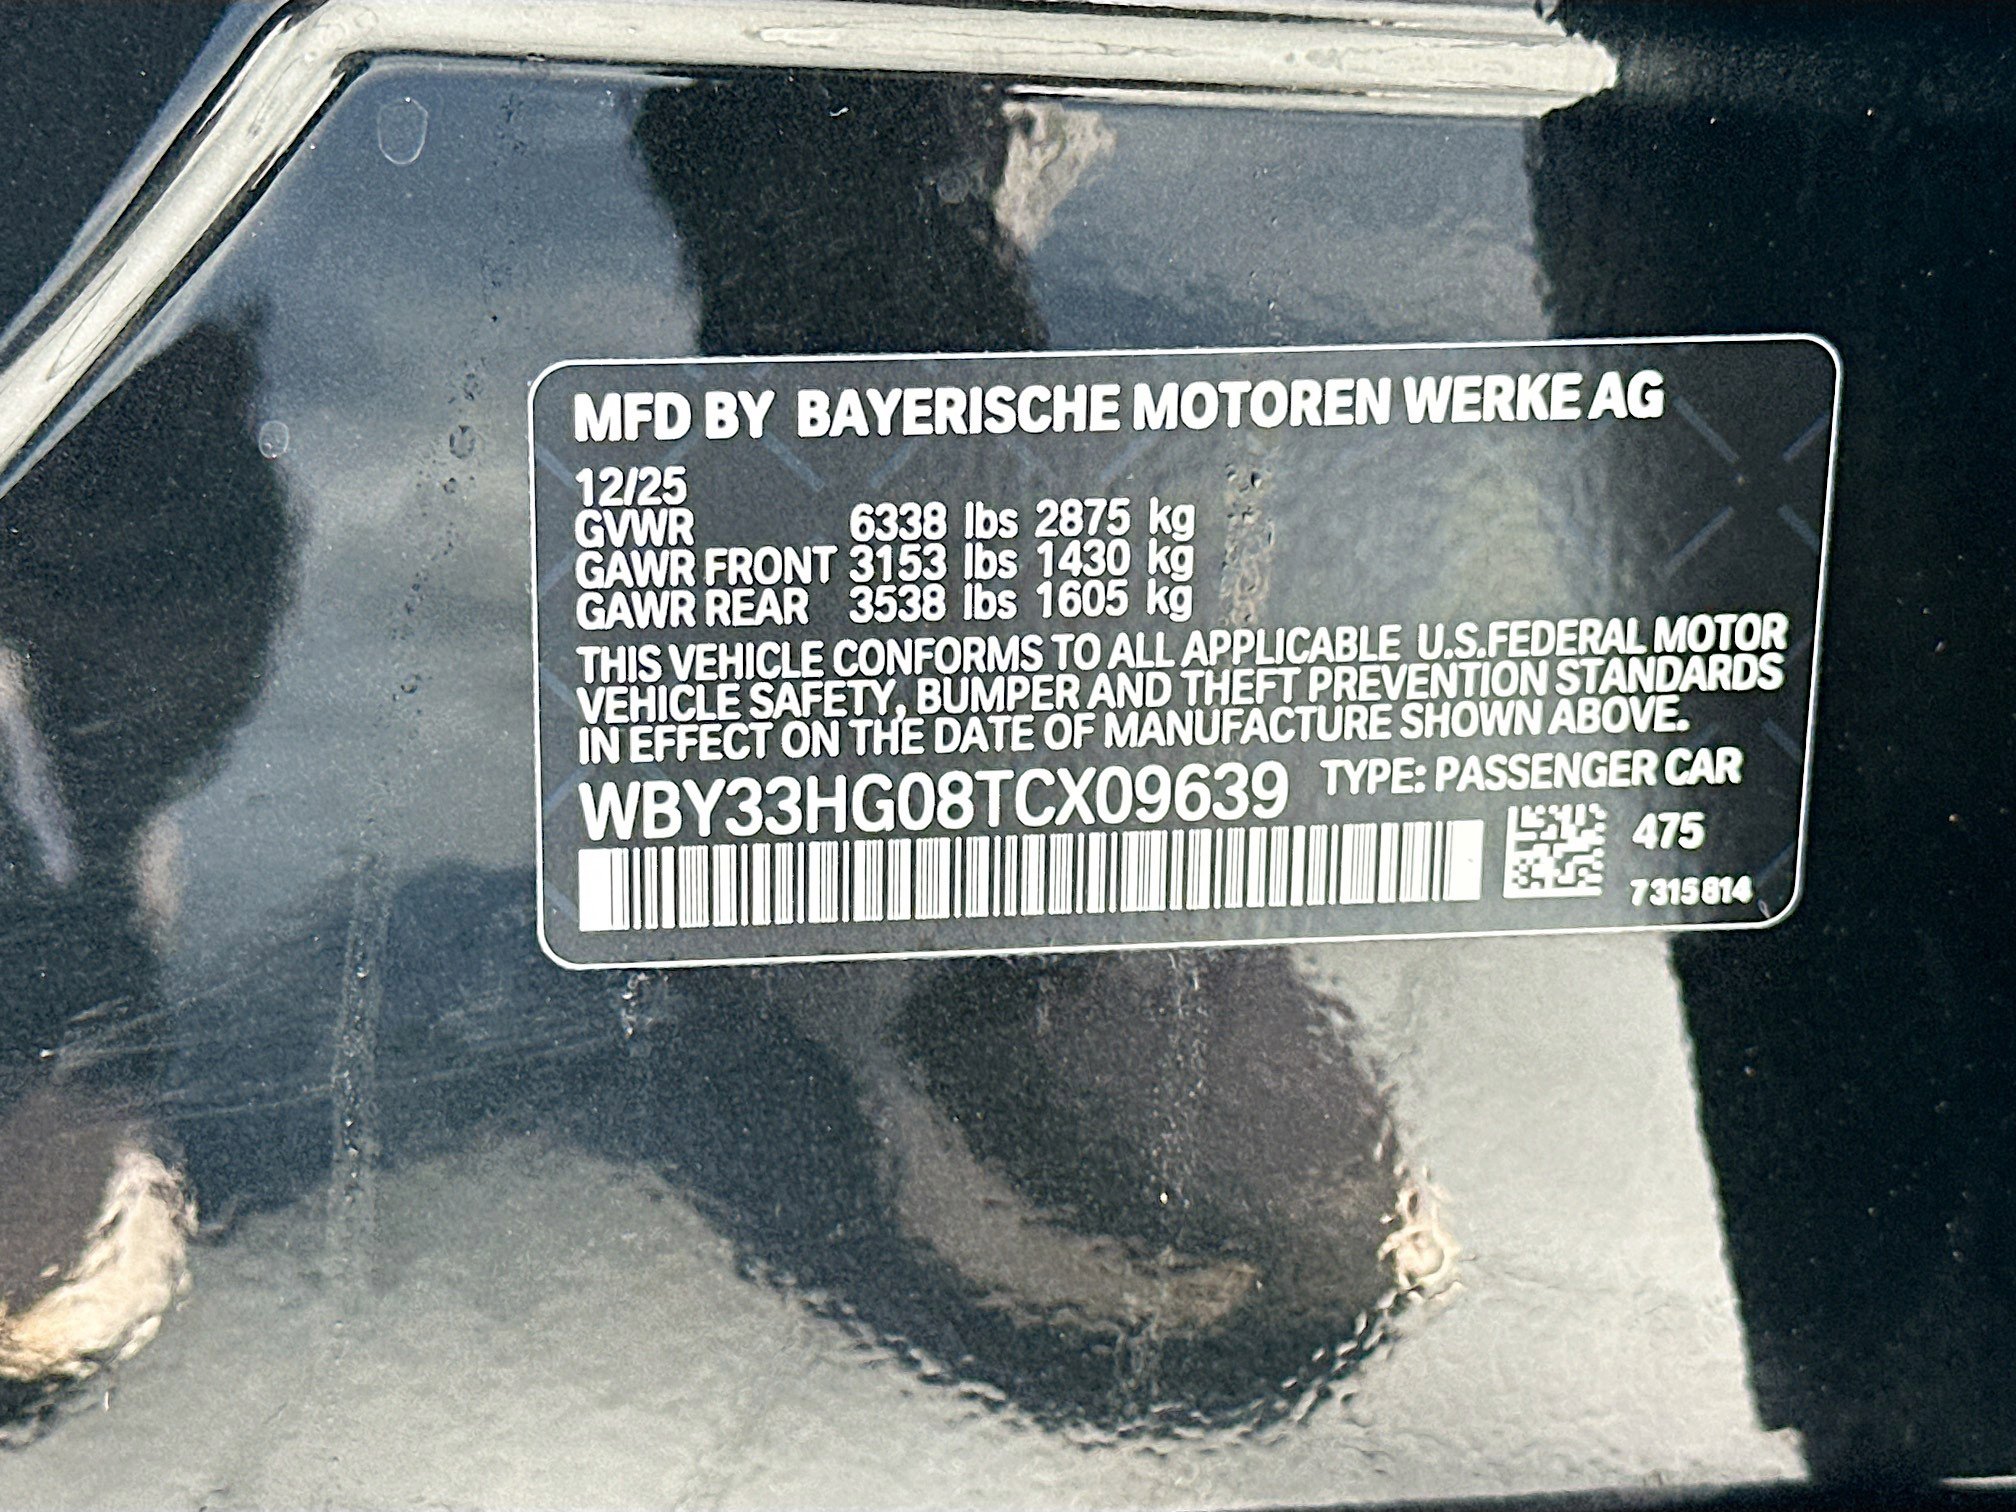 MFD BY BAYERISCHE MOTOREN WERKE AG
12/25
GVWR 6338 lbs 2875 kg
GAWR FRONT 3153 lbs 1430 kg
GAWR REAR 3538 lbs 1605 kg
THIS VEHICLE CONFORMS TO ALL APPLICABLE U.S.FEDERAL MOTOR
VEHICLE SAFETY, BUMPER AND THEFT PREVENTION STANDARDS
IN EFFECT ON THE DATE OF MANUFACTURE SHOWN ABOVE.
WBY33HG08TCX09639 TYPE: PASSENGER CAR
475
7315814